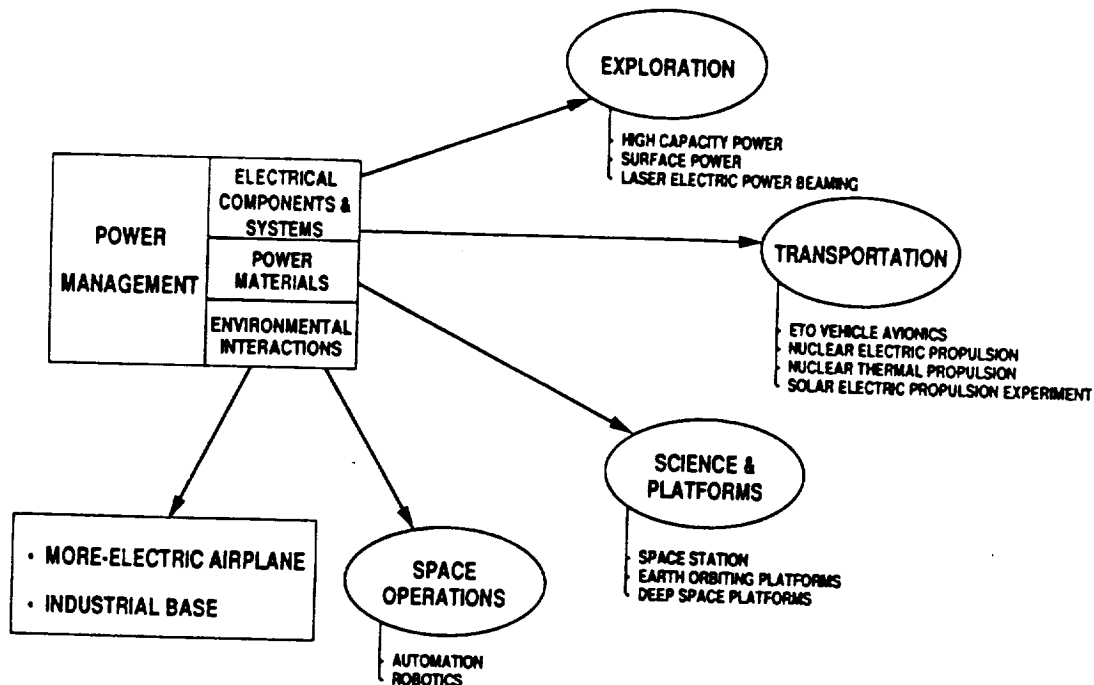 EXPLORATION
HIGH CAPACITY POWER
SURFACE POWER
LASER ELECTRIC POWER BEAMING
POWER
MANAGEMENT
ELECTRICAL
COMPONENTS &
SYSTEMS
POWER
MATERIALS
ENVIRONMENTAL
INTERACTIONS
TRANSPORTATION
ETO VEHICLE AVIONICS
NUCLEAR ELECTRIC PROPULSION
NUCLEAR THERMAL PROPULSION
SOLAR ELECTRIC PROPULSION EXPERIMENT
SCIENCE &
PLATFORMS
SPACE STATION
EARTH ORBITING PLATFORMS
DEEP SPACE PLATFORMS
• MORE-ELECTRIC AIRPLANE
• INDUSTRIAL BASE
SPACE
OPERATIONS
AUTOMATION
ROBOTICS